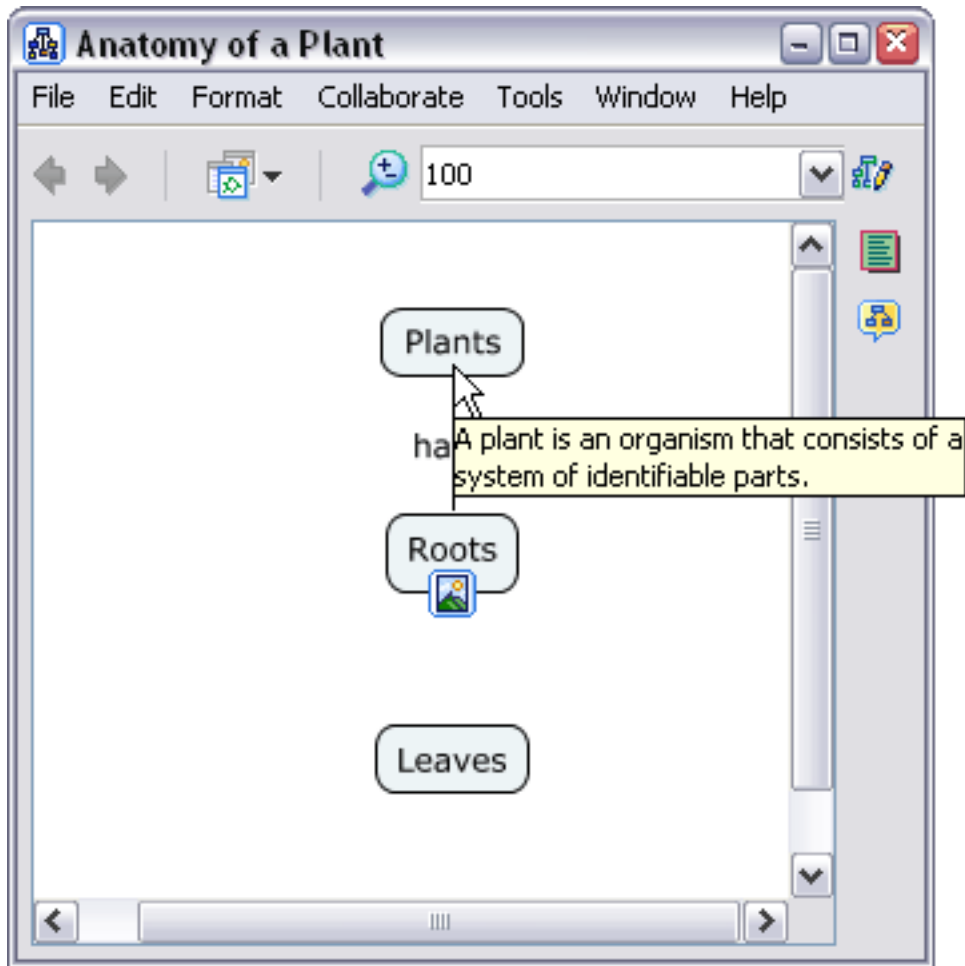 Anatomy of a Plant
File Edit Format Collaborate Tools Window Help
100
Plants
A plant is an organism that consists of a
system of identifiable parts.
Roots
Leaves